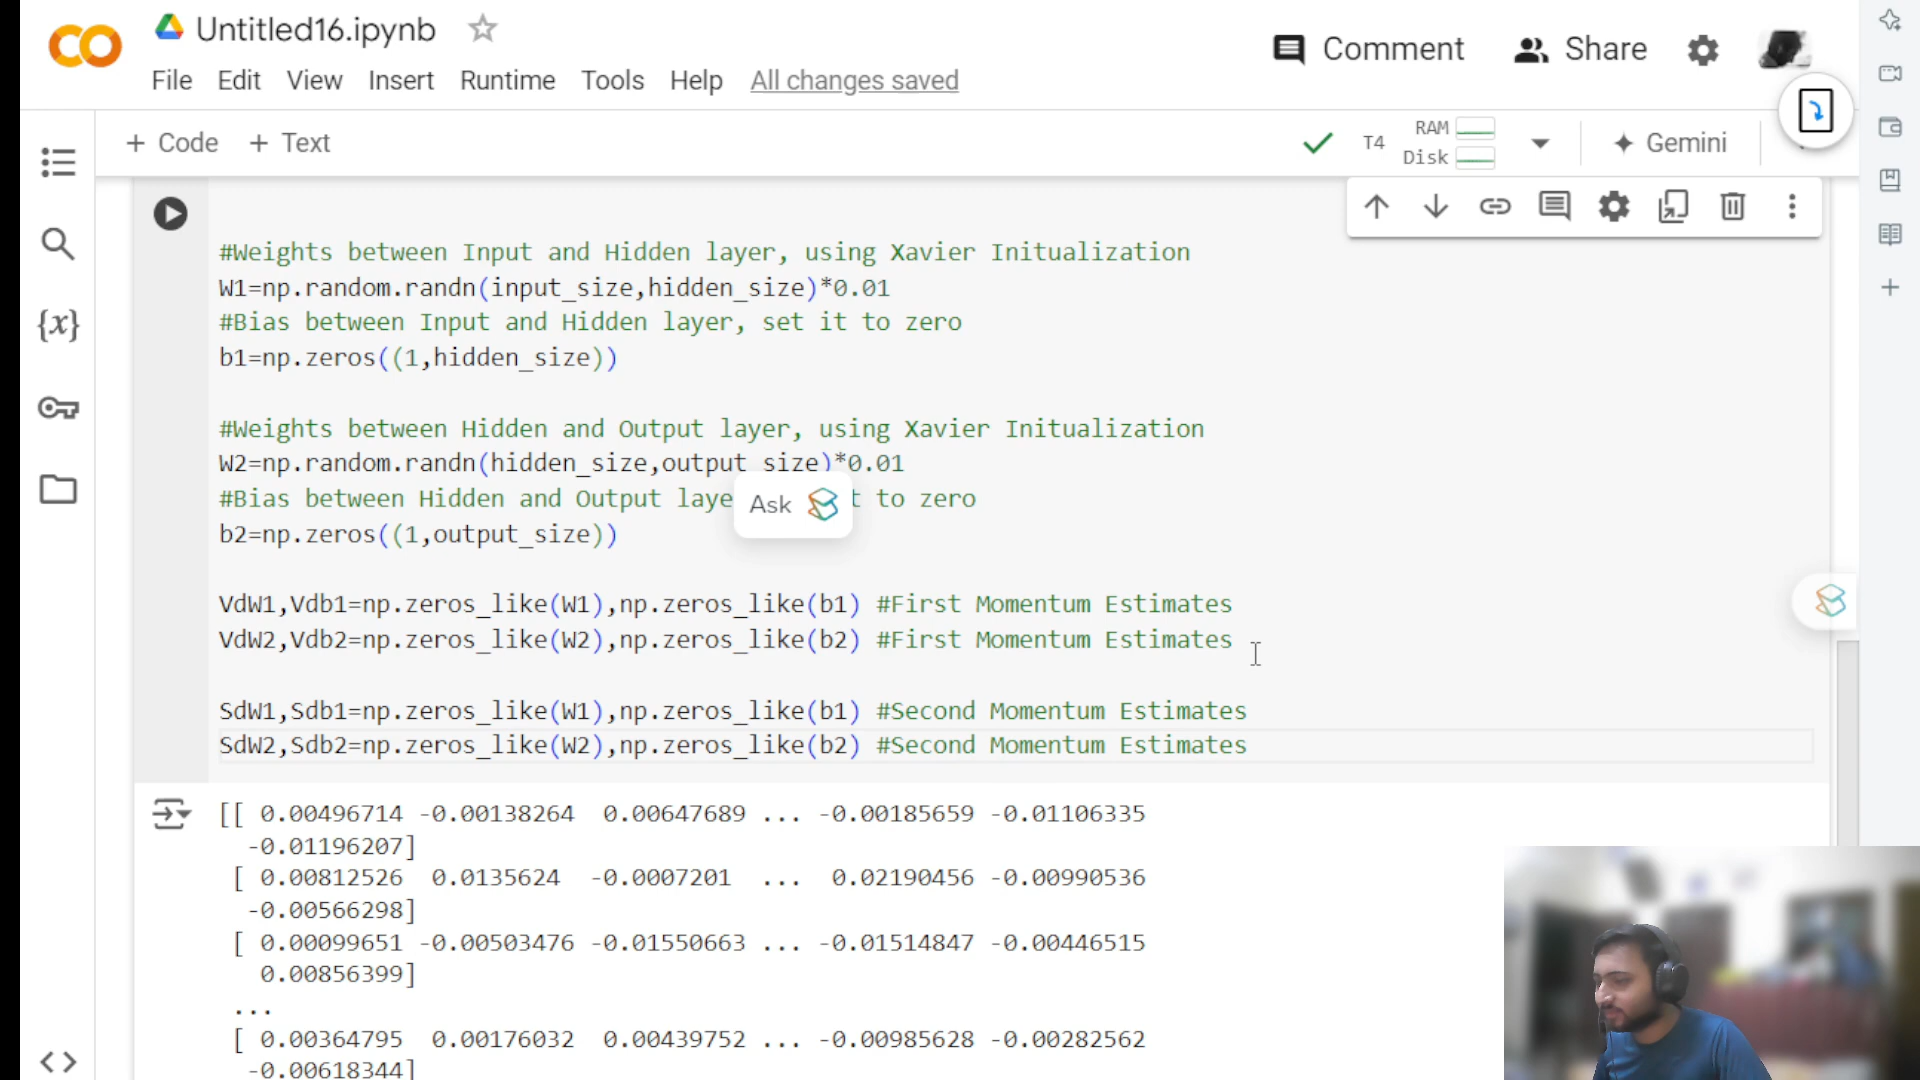 Untitled16.ipynb
Comment
Share
File Edit View Insert Runtime Tools Help All changes saved
+ Code + Text
T4
RAM
Disk
Gemini
#Weights between Input and Hidden layer, using Xavier Initualization
W1=np.random.randn(input_size,hidden_size)*0.01
#Bias between Input and Hidden layer, set it to zero
b1=np.zeros((1,hidden_size))
#Weights between Hidden and Output layer, using Xavier Initualization
W2=np.random.randn(hidden_size,output_size)*0.01
#Bias between Hidden and Output laye t to zero
Ask
b2=np.zeros((1,output_size))
VdW1,Vdb1=np.zeros_like(W1),np.zeros_like(b1) #First Momentum Estimates
VdW2,Vdb2=np.zeros_like(W2),np.zeros_like(b2) #First Momentum Estimates
SdW1,Sdb1=np.zeros_like(W1),np.zeros_like(b1) #Second Momentum Estimates
SdW2,Sdb2=np.zeros_like(W2),np.zeros_like(b2) #Second Momentum Estimates
[[ 0.00496714 -0.00138264 0.00647689 ... -0.00185659 -0.01106335
-0.01196207]
[ 0.00812526 0.0135624 -0.0007201 ... 0.02190456 -0.00990536
-0.00566298]
[ 0.00099651 -0.00503476 -0.01550663 ... -0.01514847 -0.00446515
0.00856399]
...
[ 0.00364795 0.00176032 0.00439752 ... -0.00985628 -0.00282562
-0.00618344]